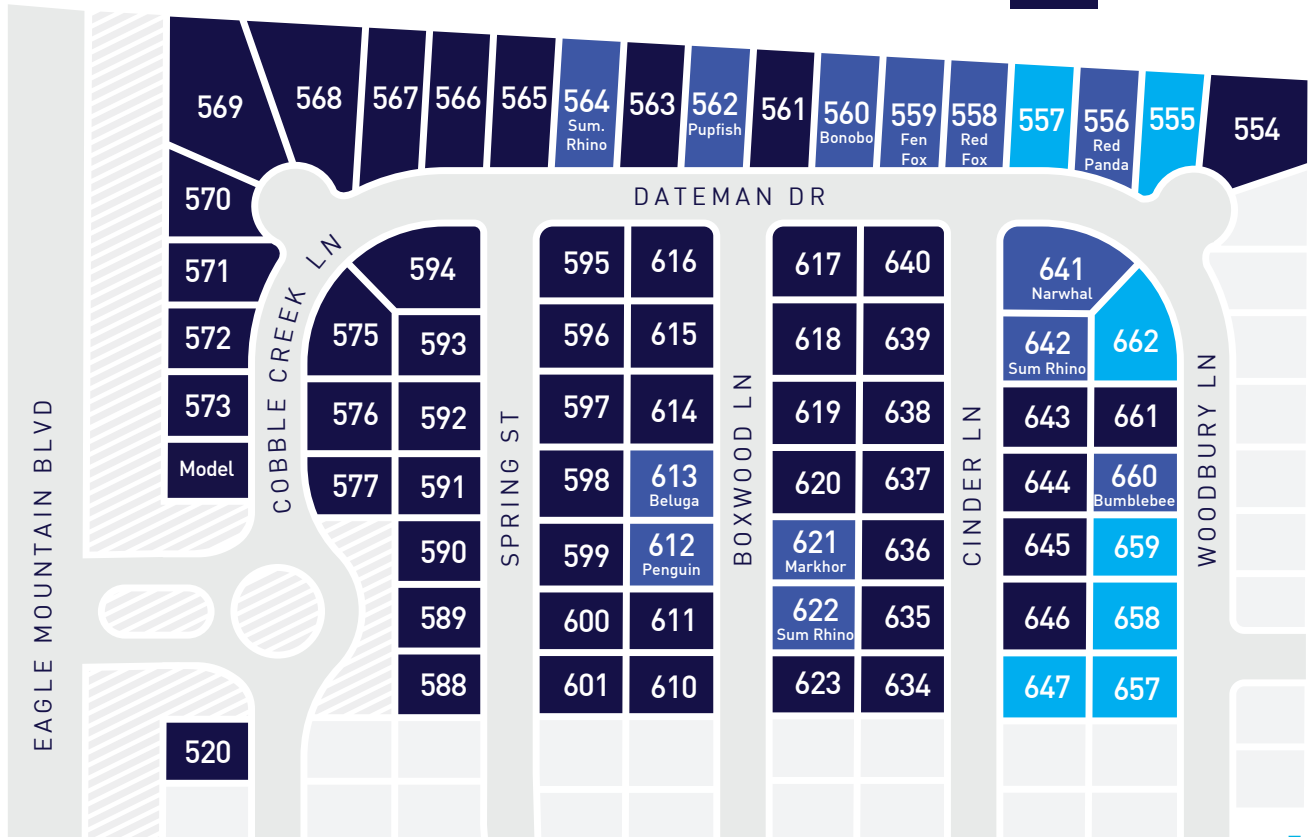 569
568
567
566
565
564
Sum.
Rhino
563
562
Pupfish
561
560
Bonobo
559
Fen
Fox
558
Red
Fox
557
556
Red
Panda
555
554
DATEMAN DR
570
571
572
573
Model
520
EAGLE MOUNTAIN BLVD
COBBLE CREEK LN
594
575
593
576
592
577
591
590
589
588
SPRING ST
595
616
596
615
597
614
598
613
Beluga
599
612
Penguin
600
611
601
610
BOXWOOD LN
617
640
618
639
619
638
620
637
621
Markhor
636
622
Sum Rhino
635
623
634
CINDER LN
641
Narwhal
642
Sum Rhino
662
643
661
644
660
Bumblebee
645
659
646
658
647
657
WOODBURY LN